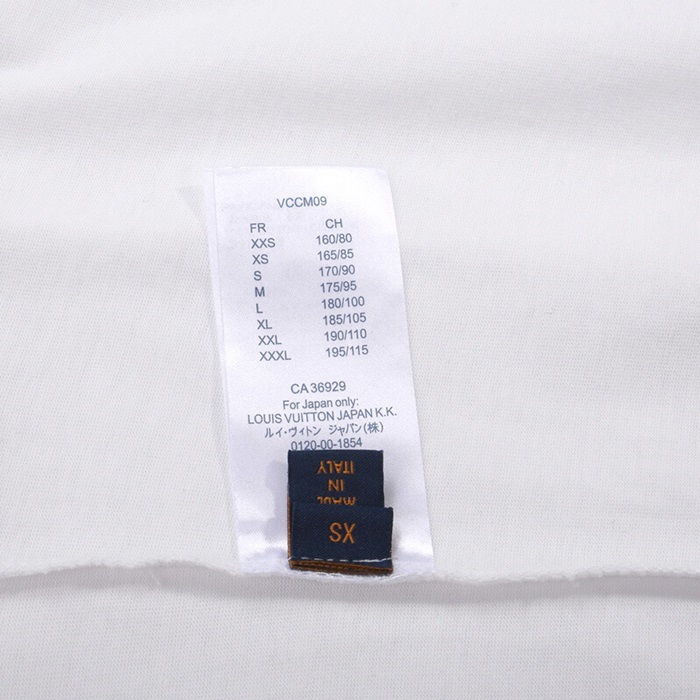 VCCM09
FR CH
XXS 160/80
XS 165/85
S 170/90
M 175/95
L 180/100
XL 185/105
XXL 190/110
XXXL 195/115
CA 36929
For Japan only:
LOUIS VUITTON JAPAN K.K.
ルイ・ヴィトン ジャパン(株)
0120-00-1854
MADE
IN
ITALY
XS